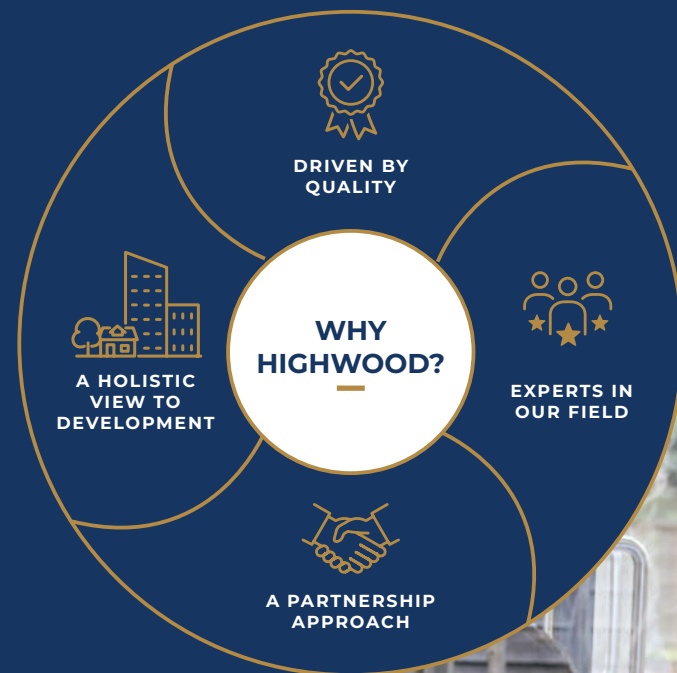 DRIVEN BY
QUALITY
WHY
HIGHWOOD?
A HOLISTIC
VIEW TO
DEVELOPMENT
EXPERTS IN
OUR FIELD
A PARTNERSHIP
APPROACH